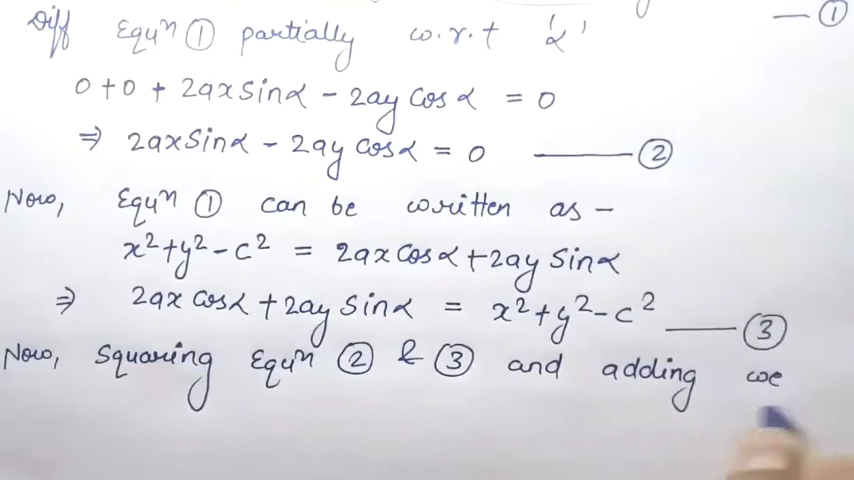 — ①
Diff Equⁿ ① partially w.r.t 'α'
0 + 0 + 2ax Sinα - 2ay Cos α = 0
⇒ 2ax Sinα - 2ay Cosα = 0 — ②
Now, Equⁿ ① can be written as -
x² + y² - c² = 2ax Cos α + 2ay Sinα
⇒ 2ax Cosα + 2ay Sinα = x² + y² - c² — ③
Now, Squaring Equⁿ ② & ③ and adding we